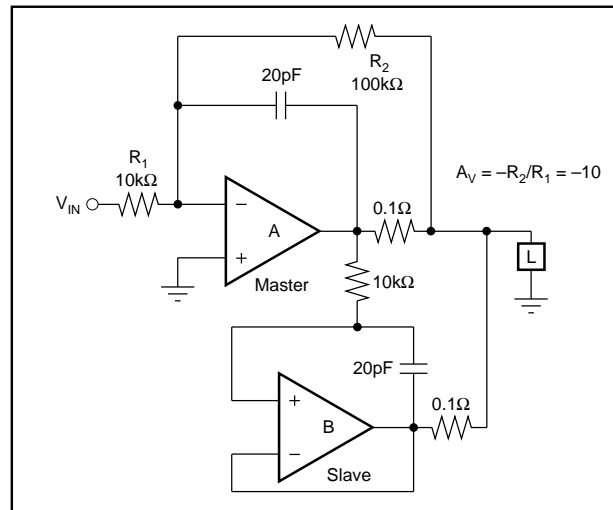 R2
100kΩ
20pF
R1
10kΩ
AV = –R2/R1 = –10
VIN
–
A
+
0.1Ω
L
Master
10kΩ
20pF
0.1Ω
+
B
–
Slave